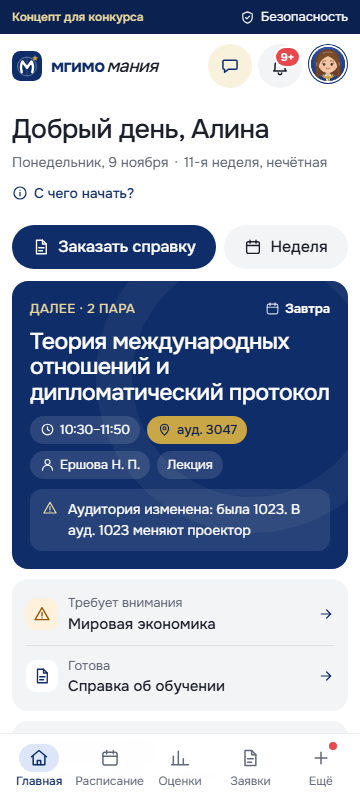 Концепт для конкурса
Безопасность
М
МГИМО мания
9+
Добрый день, Алина
Понедельник, 9 ноября · 11-я неделя, нечётная
С чего начать?
Заказать справку
Неделя
ДАЛЕЕ · 2 ПАРА
Завтра
Теория международных
отношений и
дипломатический протокол
10:30–11:50
ауд. 3047
Ершова Н. П.
Лекция
Аудитория изменена: была 1023. В
ауд. 1023 меняют проектор
Требует внимания
Мировая экономика
Готова
Справка об обучении
Главная
Расписание
Оценки
Заявки
Ещё